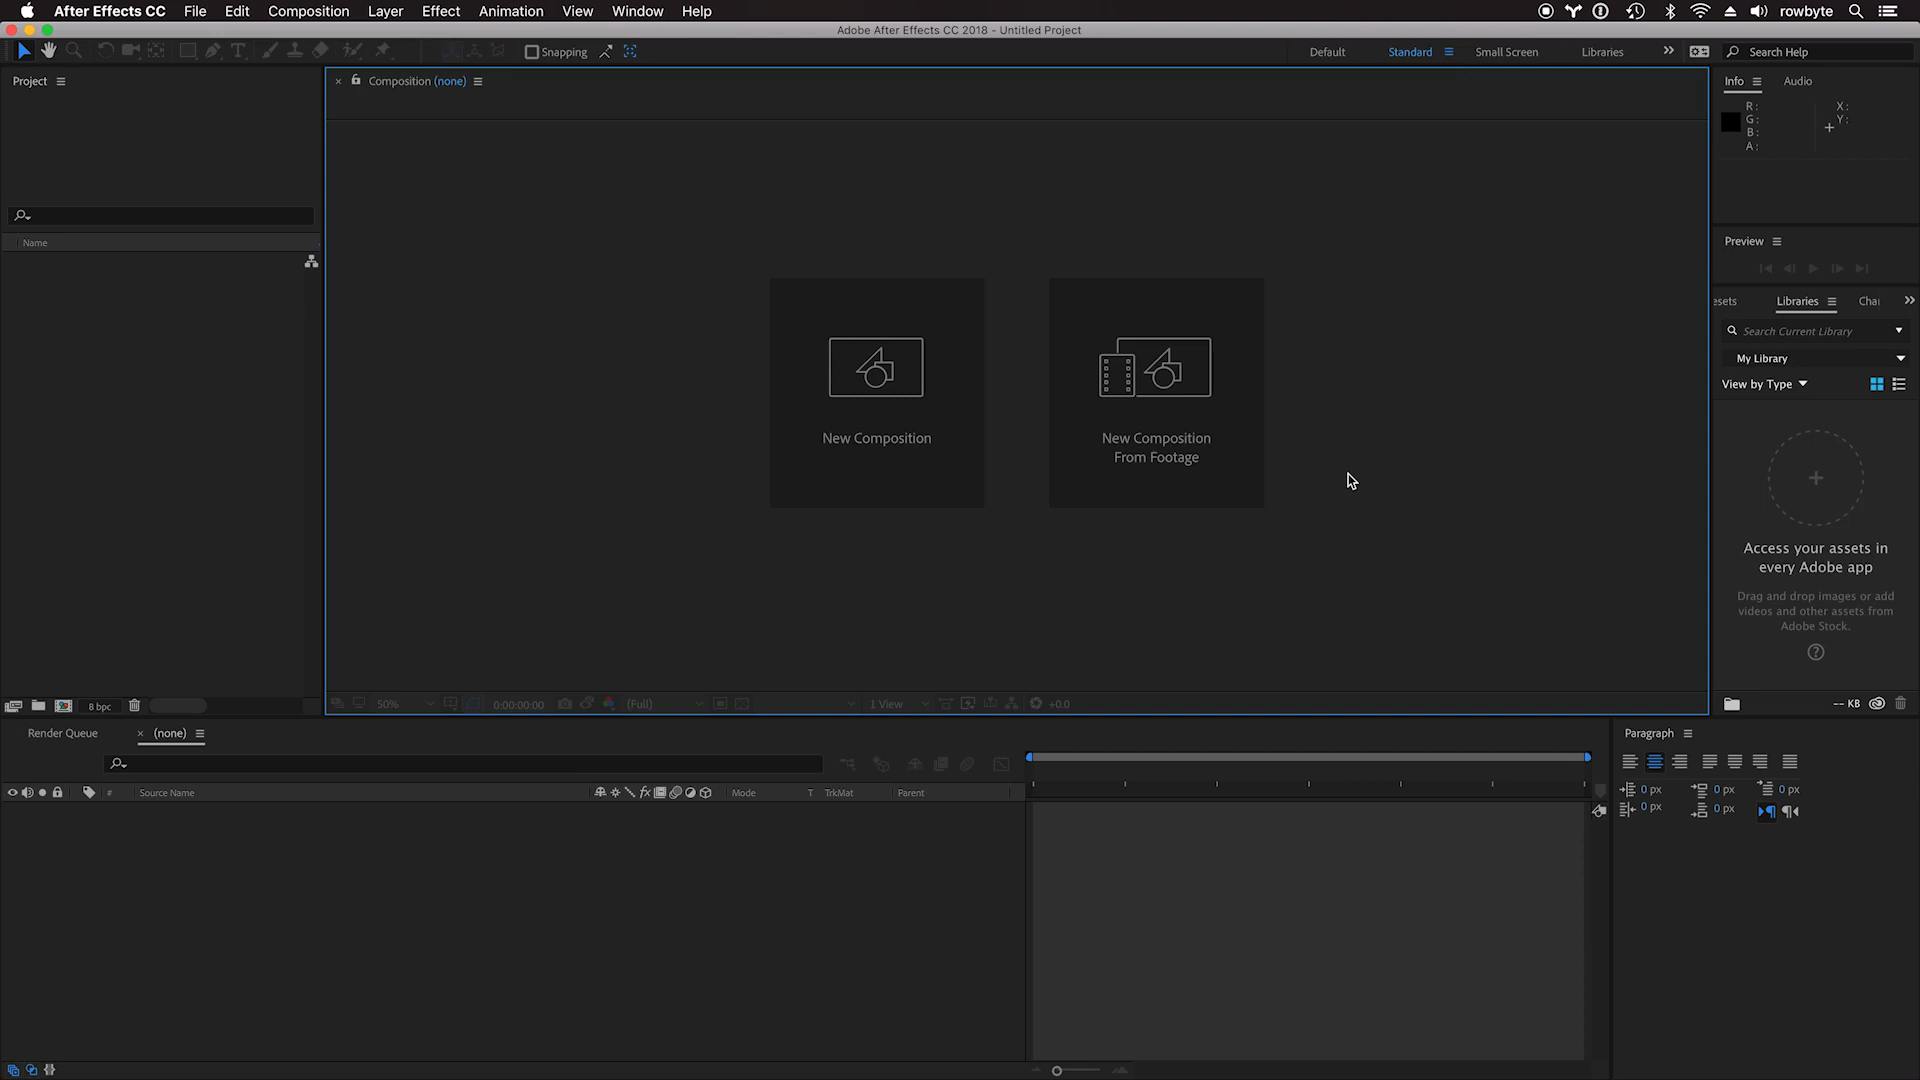 After Effects CC File Edit Composition Layer Effect Animation View Window Help
rowbyte
Adobe After Effects CC 2018 - Untitled Project
Snapping
Default Standard Small Screen Libraries
Search Help
Project
Composition (none)
Info Audio
R: X:
G: Y:
B:
A:
Name
Preview
esets Libraries Cha
Search Current Library
My Library
View by Type
New Composition
New Composition
From Footage
Access your assets in
every Adobe app
Drag and drop images or add
videos and other assets from
Adobe Stock.
8 bpc
50% 0:00:00:00 (Full) 1 View +0.0
-- KB
Render Queue (none)
Paragraph
# Source Name fx Mode T TrkMat Parent
0 px 0 px 0 px
0 px 0 px